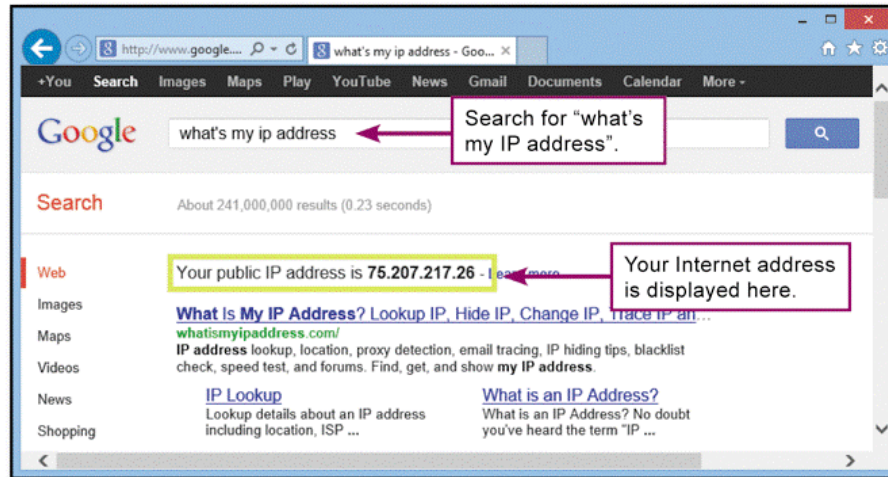 http://www.google....
what's my ip address - Goo...
+You Search Images Maps Play YouTube News Gmail Documents Calendar More
Google
what's my ip address
Search for “what's
my IP address”.
Search
About 241,000,000 results (0.23 seconds)
Web
Images
Maps
Videos
News
Shopping
Your public IP address is 75.207.217.26 - Learn more
Your Internet address
is displayed here.
What Is My IP Address? Lookup IP, Hide IP, Change IP, Trace IP an...
whatismyipaddress.com/
IP address lookup, location, proxy detection, email tracing, IP hiding tips, blacklist
check, speed test, and forums. Find, get, and show my IP address.
IP Lookup
Lookup details about an IP address
including location, ISP ...
What is an IP Address?
What is an IP Address? No doubt
you've heard the term "IP ...